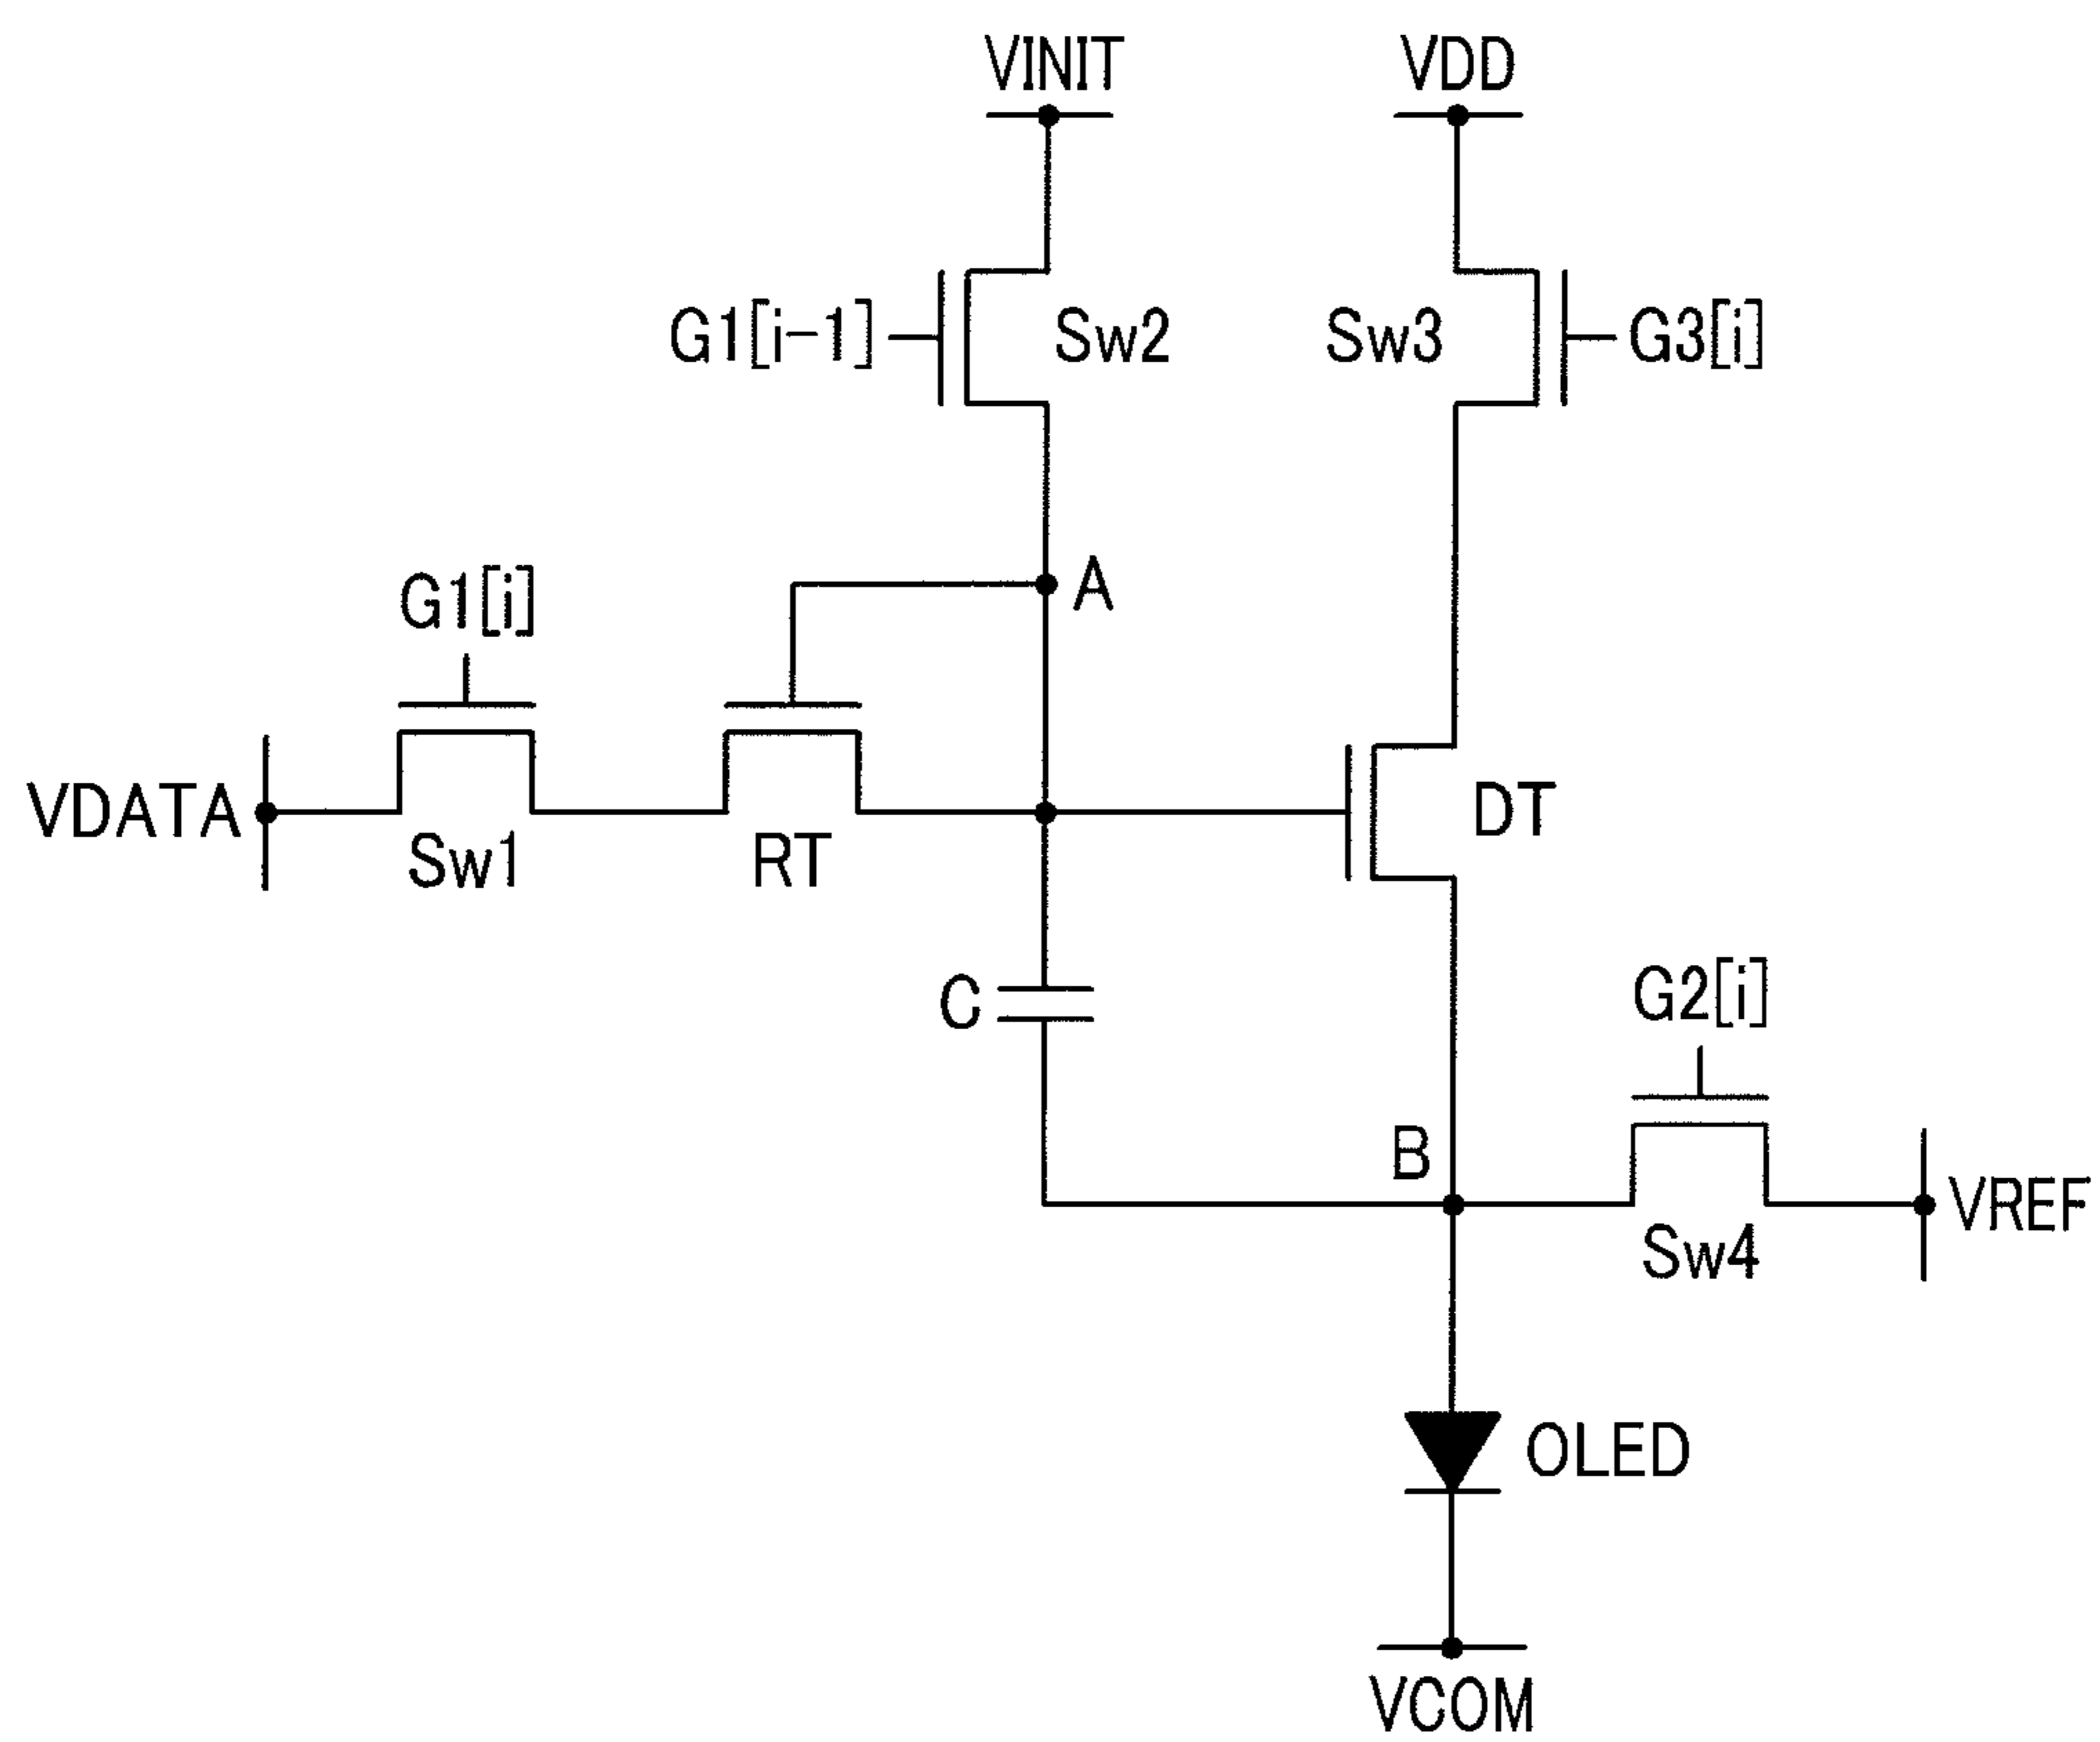 VINIT
VDD
G1[i-1]
Sw2
Sw3
G3[i]
G1[i]
A
VDATA
Sw1
RT
DT
C
G2[i]
B
VREF
Sw4
OLED
VCOM